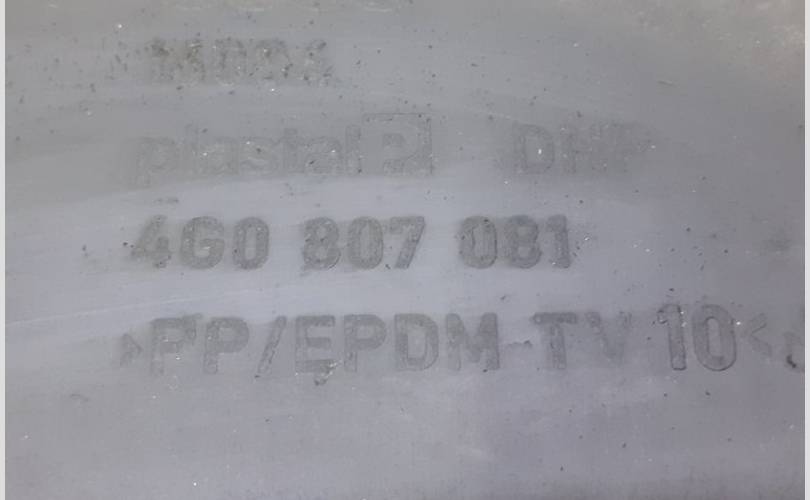 plastal P DHP
4G0 807 081
>PP/EPDM-TV 10<